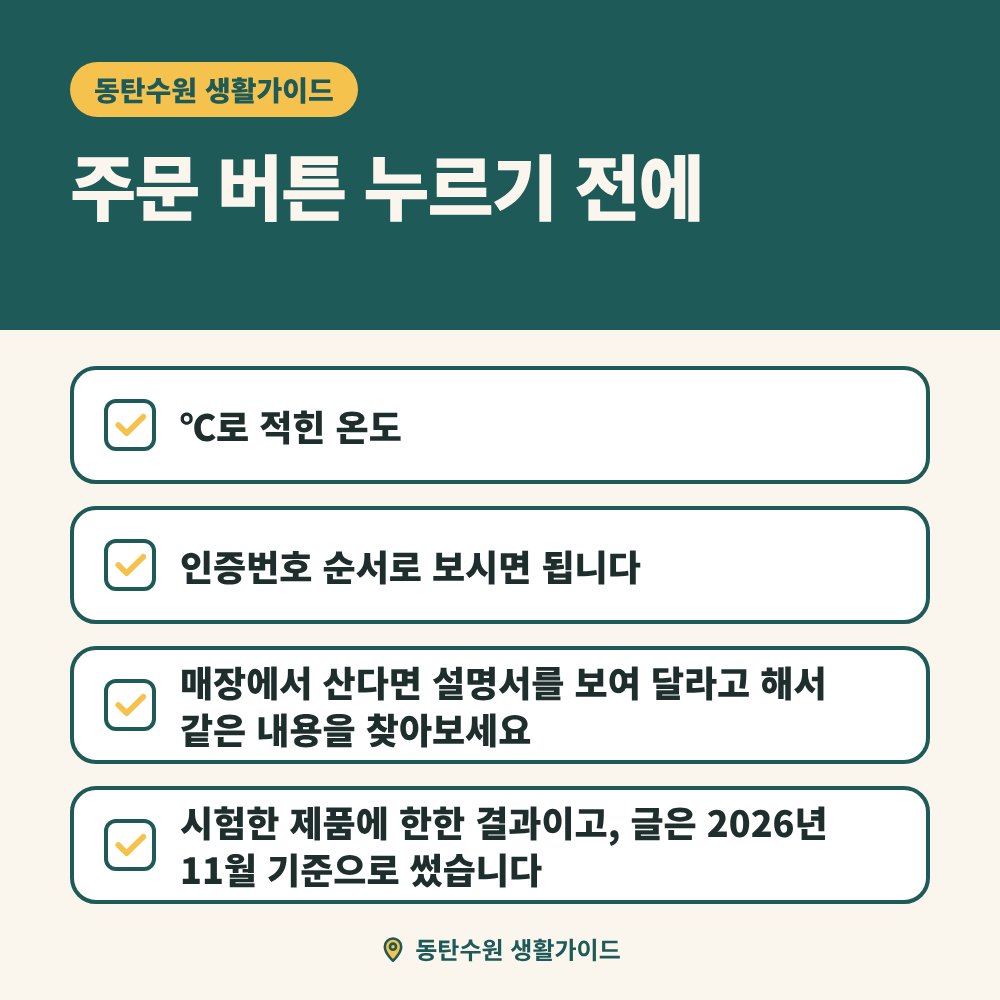 동탄수원 생활가이드
주문 버튼 누르기 전에
℃로 적힌 온도
인증번호 순서로 보시면 됩니다
매장에서 산다면 설명서를 보여 달라고 해서
같은 내용을 찾아보세요
시험한 제품에 한한 결과이고, 글은 2026년
11월 기준으로 썼습니다
동탄수원 생활가이드